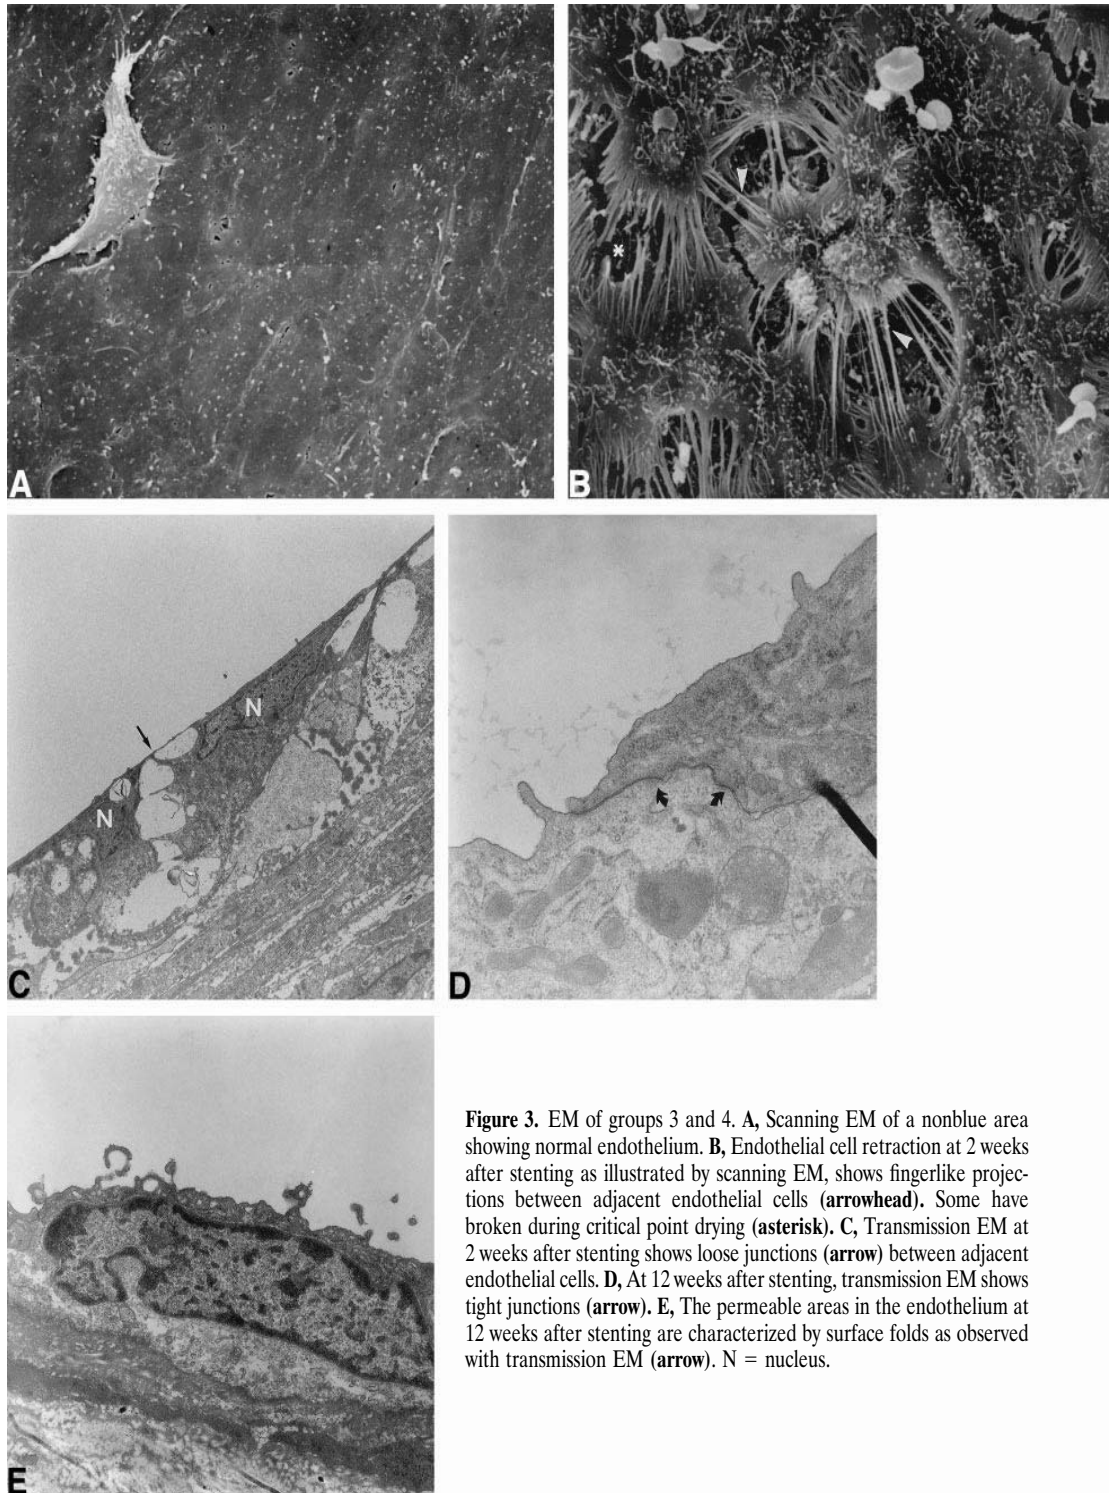 A
B
*
N
N
C
D
E
Figure 3. EM of groups 3 and 4. A, Scanning EM of a nonblue area
showing normal endothelium. B, Endothelial cell retraction at 2 weeks
after stenting as illustrated by scanning EM, shows fingerlike projec-
tions between adjacent endothelial cells (arrowhead). Some have
broken during critical point drying (asterisk). C, Transmission EM at
2 weeks after stenting shows loose junctions (arrow) between adjacent
endothelial cells. D, At 12 weeks after stenting, transmission EM shows
tight junctions (arrow). E, The permeable areas in the endothelium at
12 weeks after stenting are characterized by surface folds as observed
with transmission EM (arrow). N = nucleus.